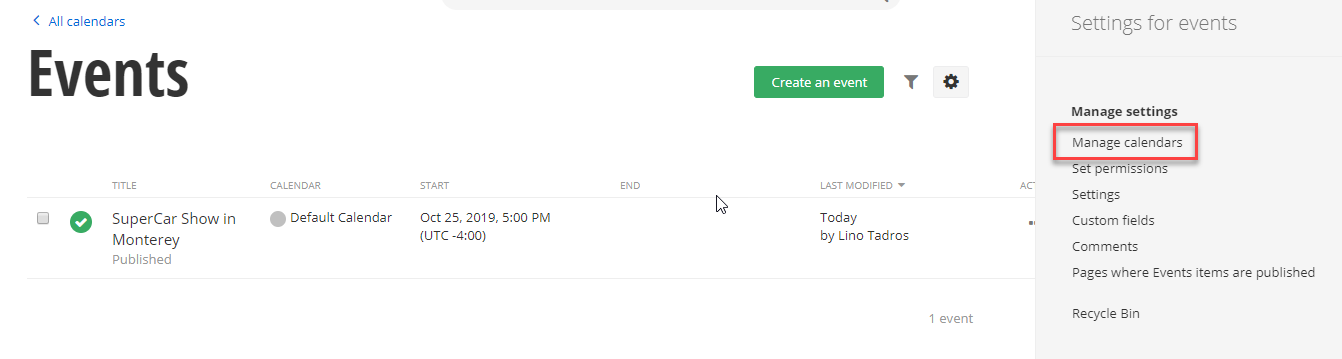 All calendars
Events
Create an event
TITLE CALENDAR START END LAST MODIFIED
SuperCar Show in Default Calendar Oct 25, 2019, 5:00 PM Today
Monterey (UTC -4:00) by Lino Tadros
Published
1 event
Settings for events
Manage settings
Manage calendars
Set permissions
Settings
Custom fields
Comments
Pages where Events items are published
Recycle Bin